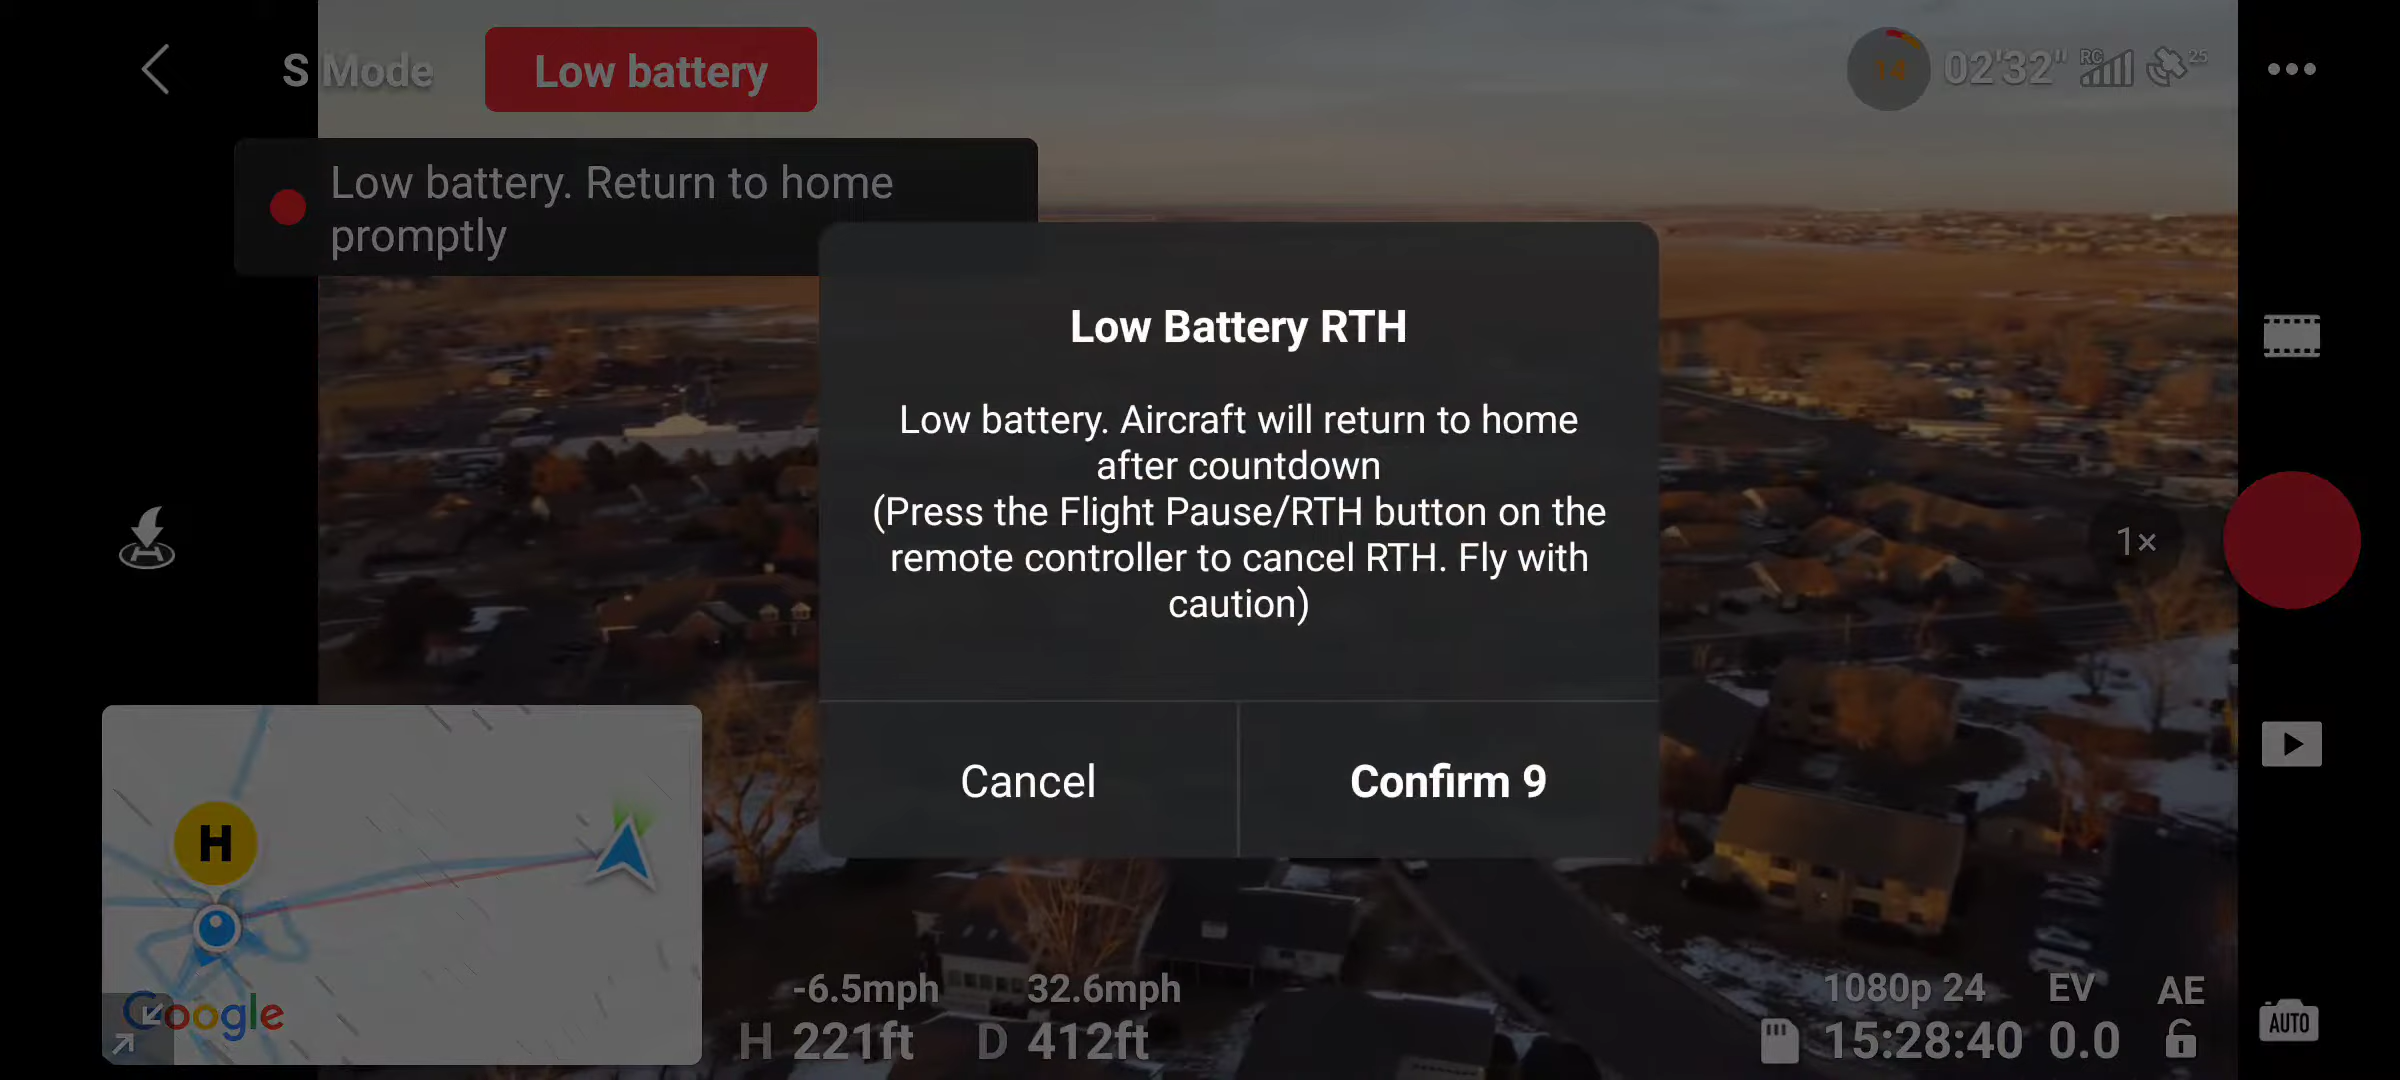 S Mode
Low battery
14
02'32"
RC
25
Low battery. Return to home
promptly
Low Battery RTH
Low battery. Aircraft will return to home
after countdown
(Press the Flight Pause/RTH button on the
remote controller to cancel RTH. Fly with
caution)
Cancel
Confirm 9
1×
H
Google
-6.5mph
32.6mph
H 221ft
D 412ft
1080p 24
EV
AE
15:28:40
0.0
AUTO